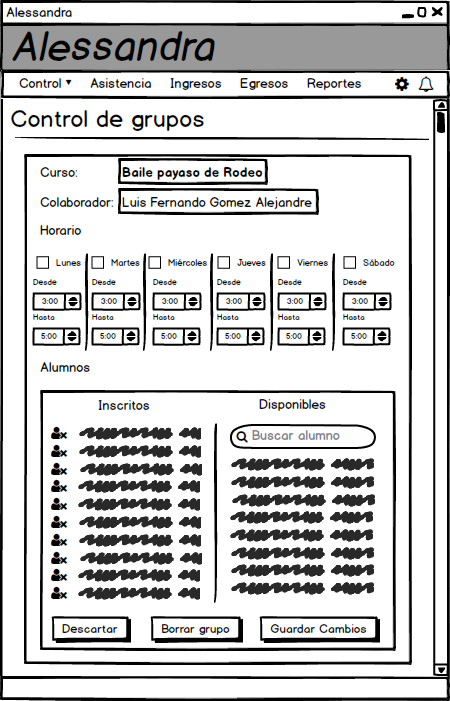 Alessandra
Alessandra
Control Asistencia Ingresos Egresos Reportes
Control de grupos
Curso: Baile payaso de Rodeo
Colaborador: Luis Fernando Gomez Alejandre
Horario
Lunes Martes Miércoles Jueves Viernes Sábado
Desde Desde Desde Desde Desde Desde
3:00 3:00 3:00 3:00 3:00 3:00
Hasta Hasta Hasta Hasta Hasta Hasta
5:00 5:00 5:00 5:00 5:00 5:00
Alumnos
Inscritos Disponibles
Buscar alumno
Descartar Borrar grupo Guardar Cambios